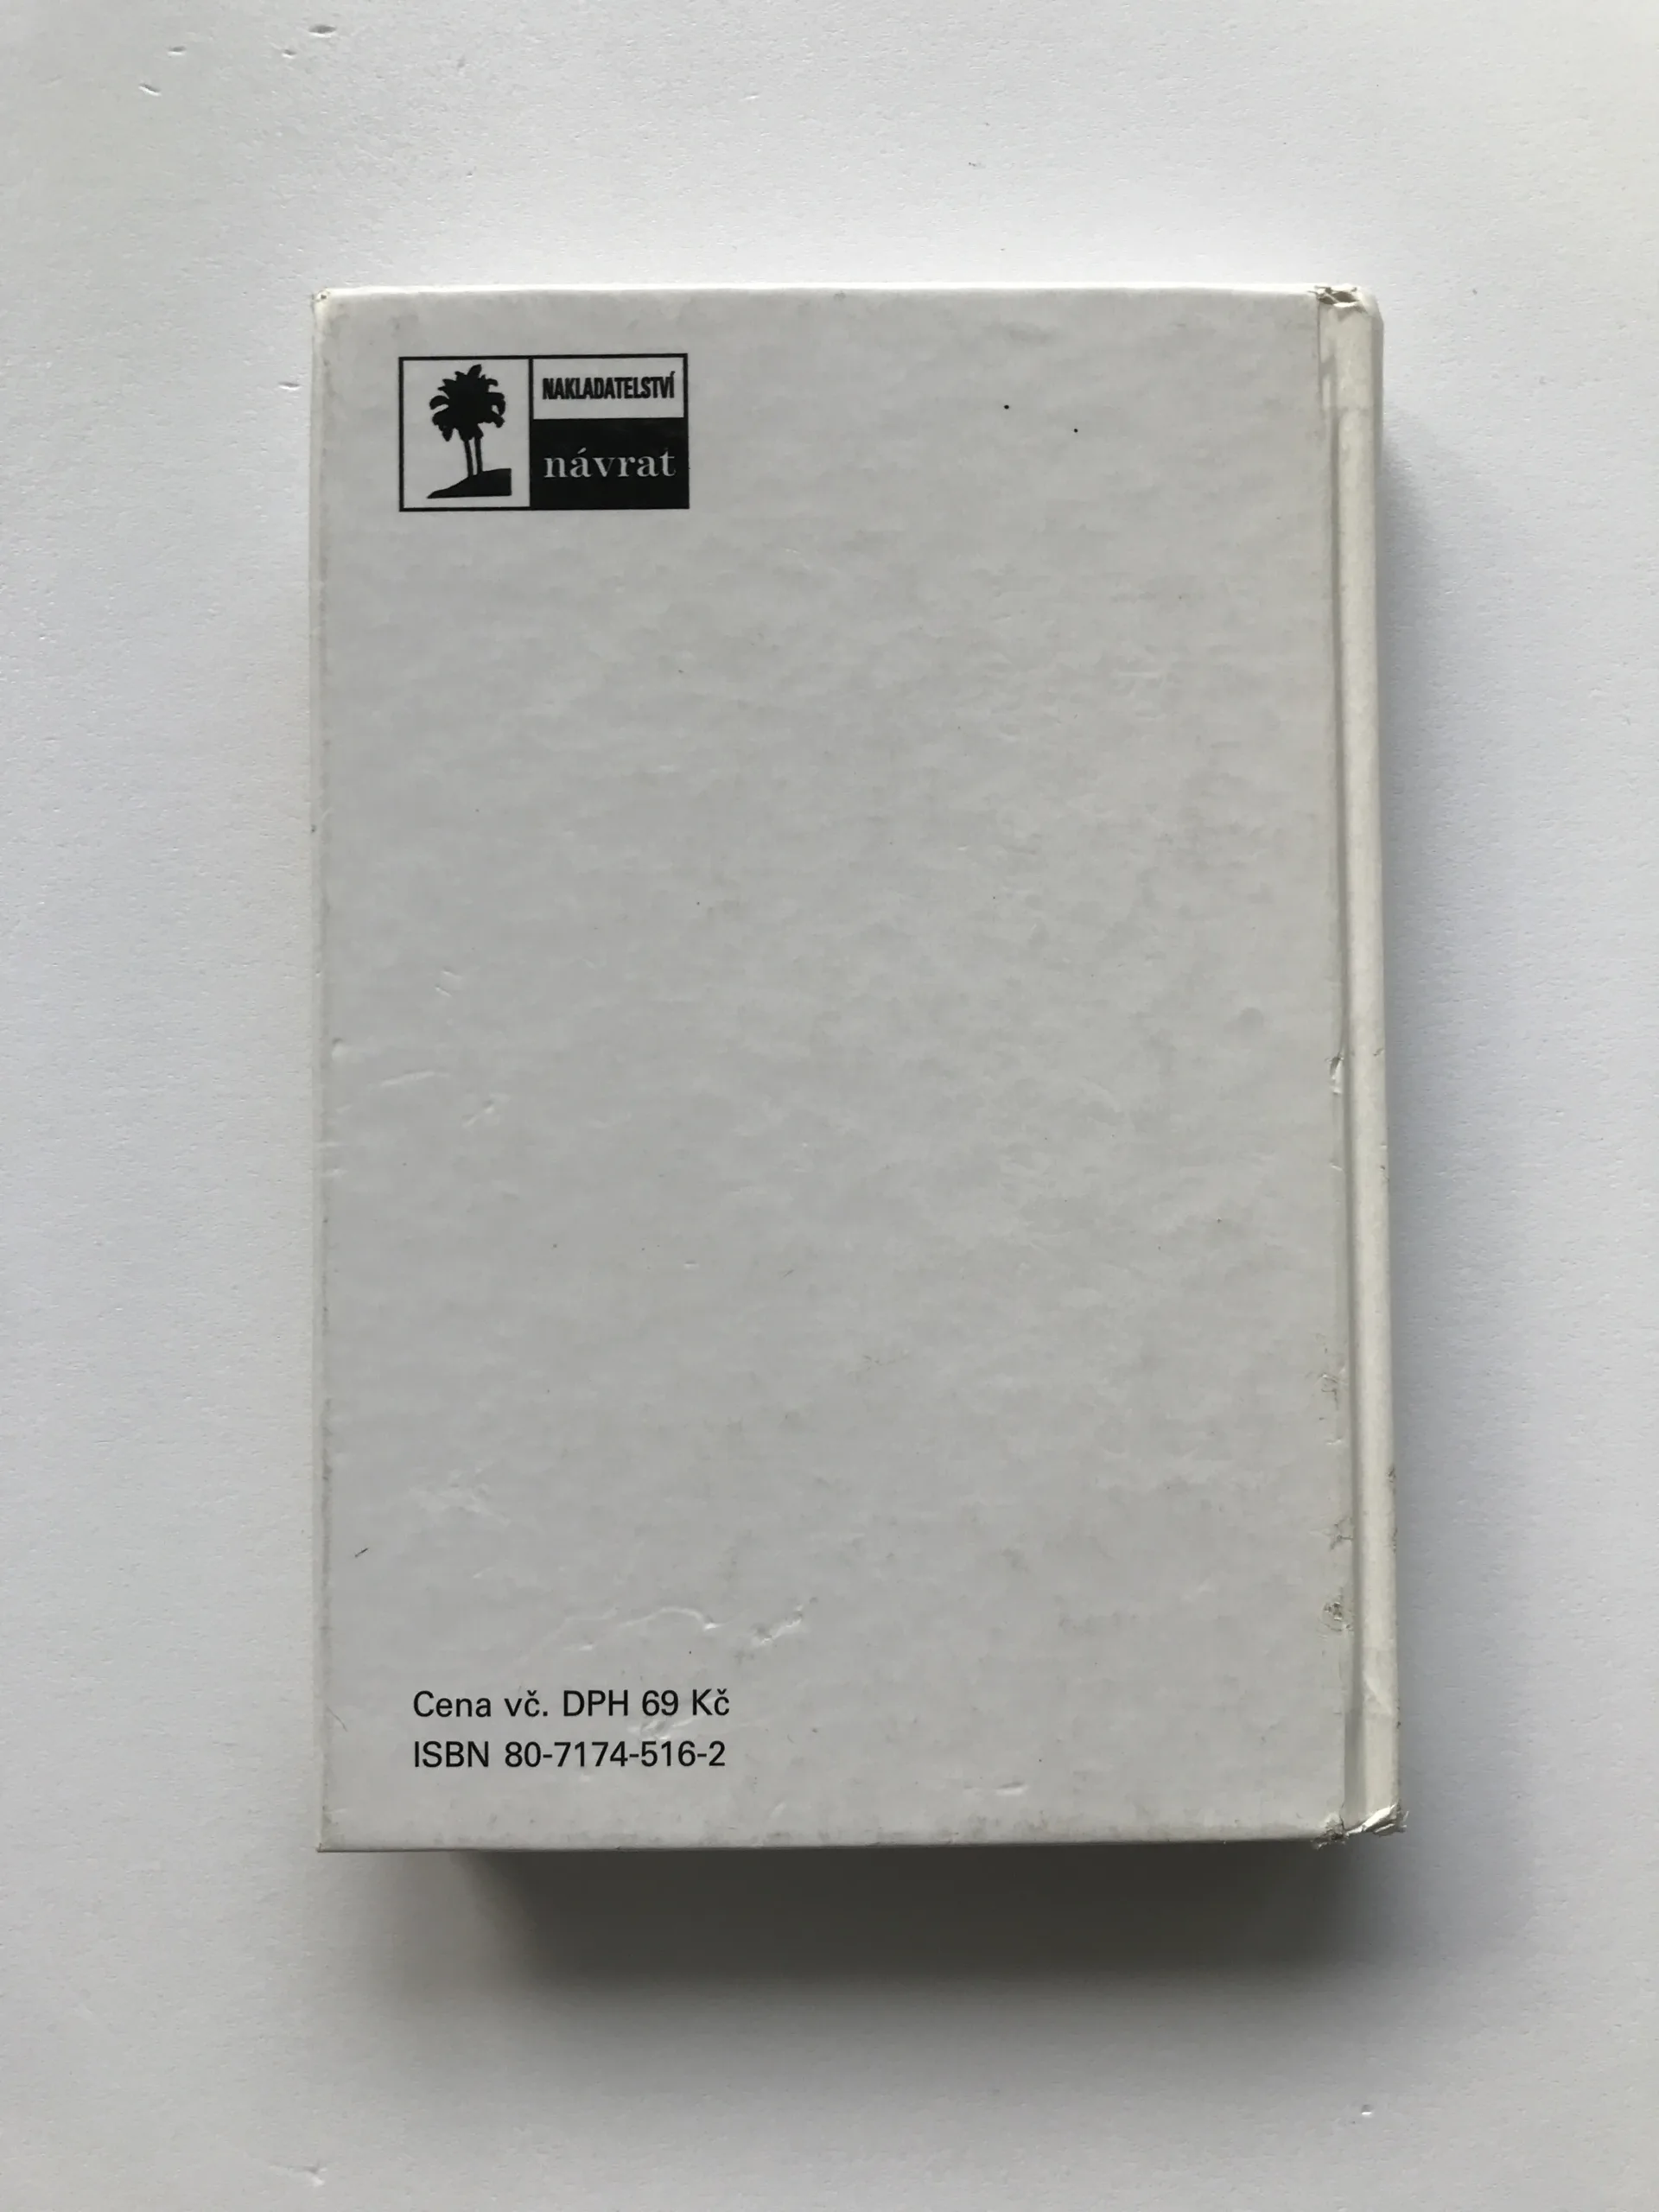 NAKLADATELSTVÍ
návrat
Cena vč. DPH 69 Kč
ISBN 80-7174-516-2